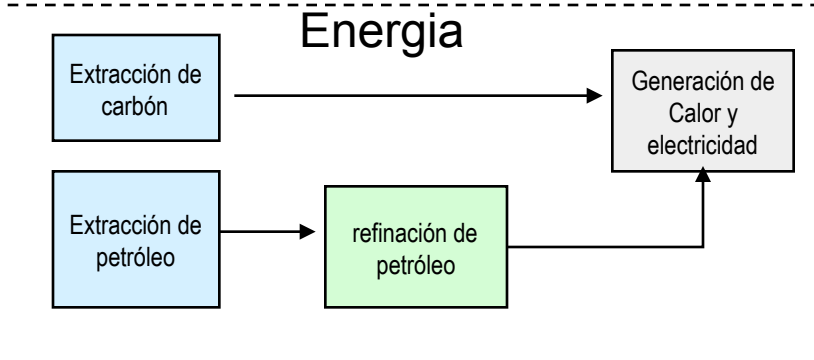 Energia
Extracción de
carbón
Generación de
Calor y
electricidad
Extracción de
petróleo
refinación de
petróleo